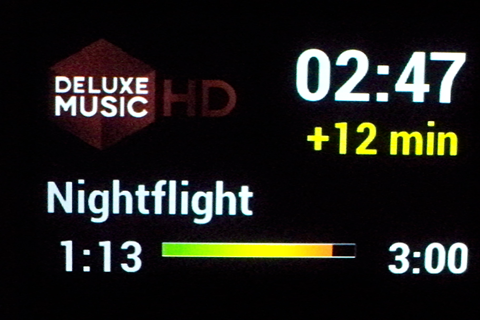 DELUXE
MUSIC HD
02:47
+12 min
Nightflight
1:13 3:00